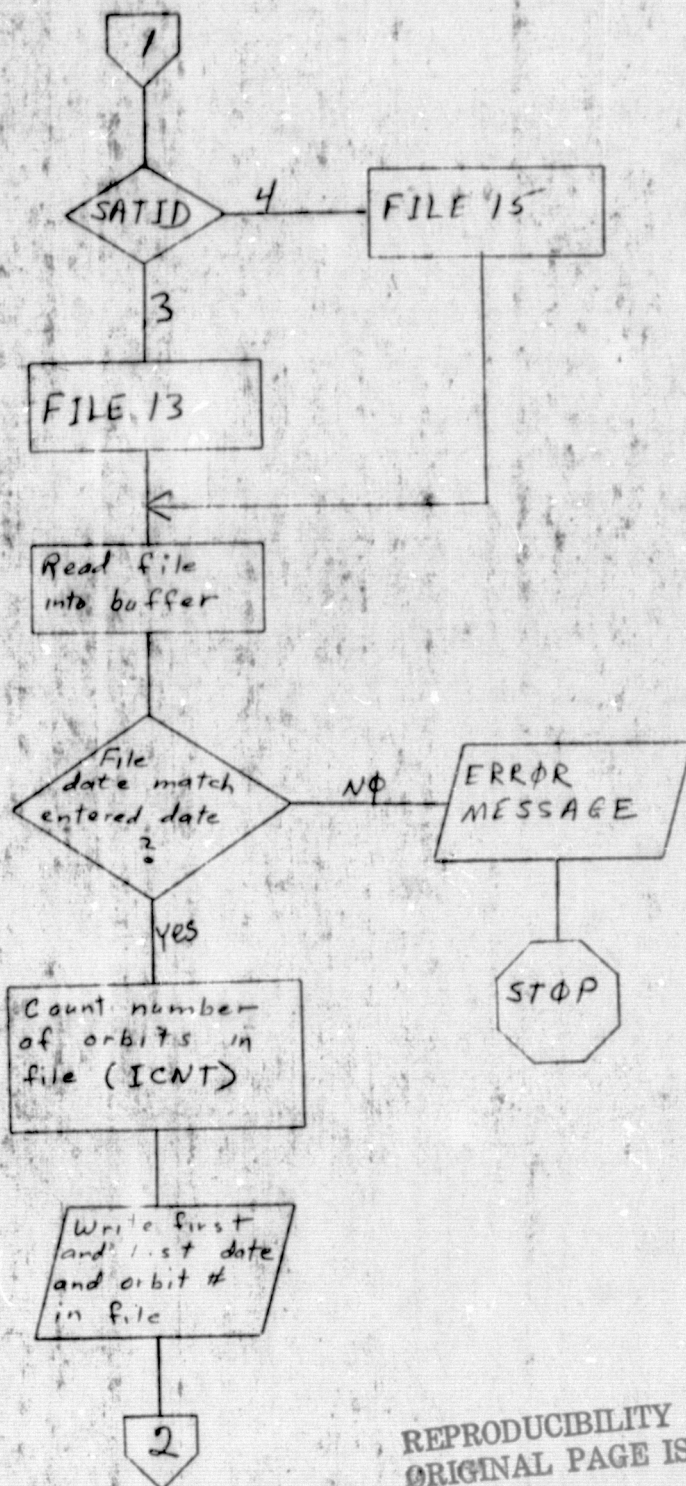 1
SATID
4
FILE 15
3
FILE 13
Read file
into buffer
File
date match
entered date
?
NØ
ERRØR
MESSAGE
yes
STØP
Count number
of orbits in
file (ICNT)
Write first
and last date
and orbit #
in file
2
REPRODUCIBILITY
ORIGINAL PAGE IS